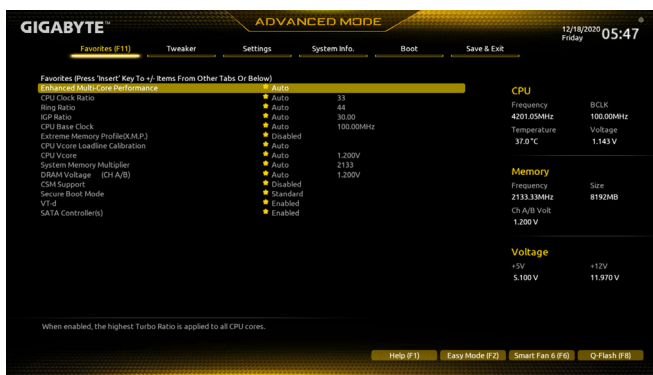 GIGABYTE™
ADVANCED MODE
12/18/2020 05:47
Friday
Favorites (F11) Tweaker Settings System Info. Boot Save & Exit
Favorites (Press 'Insert' Key To +/- Items From Other Tabs Or Below)
Enhanced Multi-Core Performance Auto
CPU Clock Ratio Auto 33
Ring Ratio Auto 44
IGP Ratio Auto 30.00
CPU Base Clock Auto 100.00MHz
Extreme Memory Profile(X.M.P.) Disabled
CPU Vcore Loadline Calibration Auto
CPU Vcore Auto 1.200V
System Memory Multiplier Auto 2133
DRAM Voltage (CH A/B) Auto 1.200V
CSM Support Disabled
Secure Boot Mode Standard
VT-d Enabled
SATA Controller(s) Enabled
CPU
Frequency BCLK
4201.05MHz 100.00MHz
Temperature Voltage
37.0 °C 1.143 V
Memory
Frequency Size
2133.33MHz 8192MB
Ch A/B Volt
1.200 V
Voltage
+5V +12V
5.100 V 11.970 V
When enabled, the highest Turbo Ratio is applied to all CPU cores.
Help (F1) Easy Mode (F2) Smart Fan 6 (F6) Q-Flash (F8)